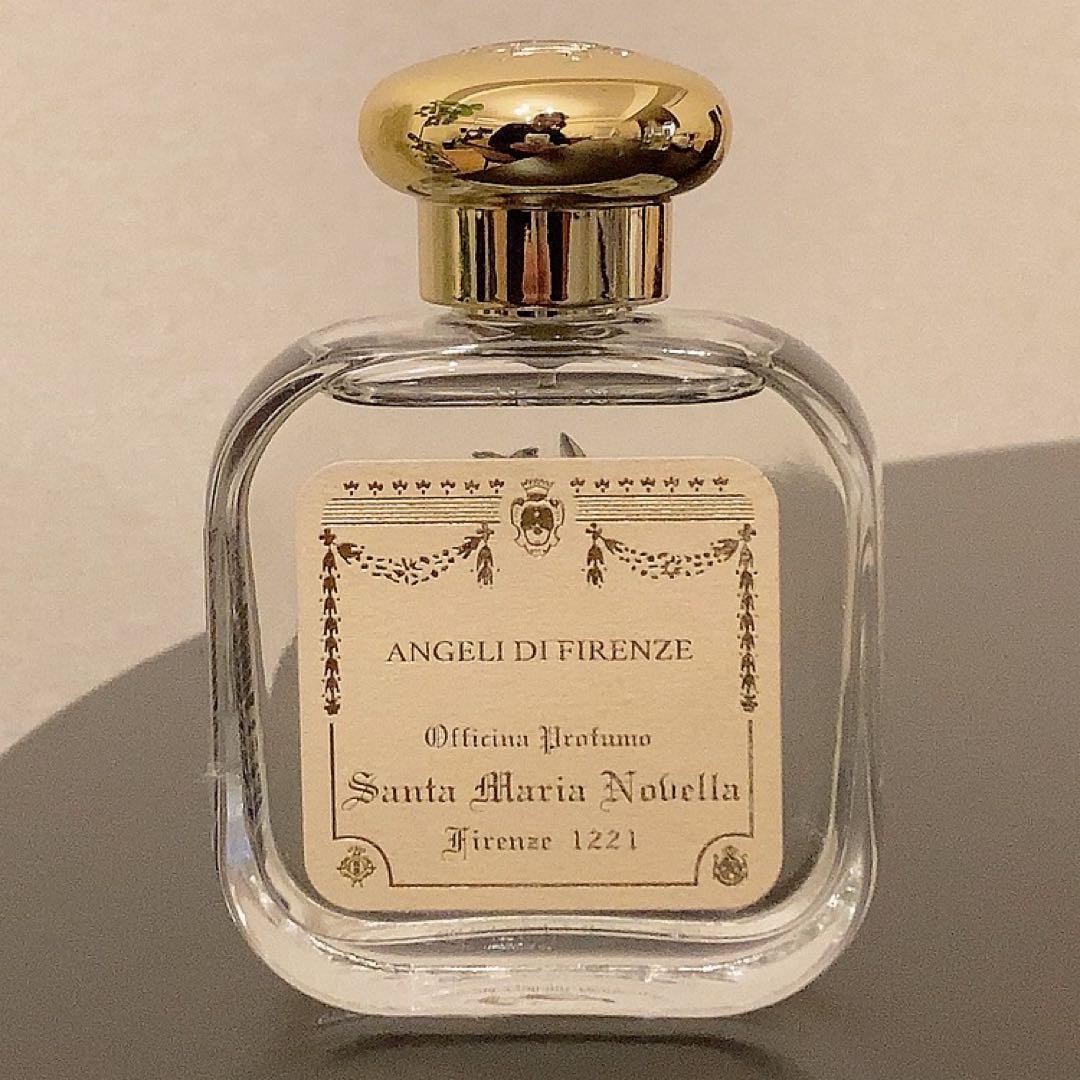 ANGELI DI FIRENZE
Officina Profumo
Santa Maria Novella
Firenze 1221